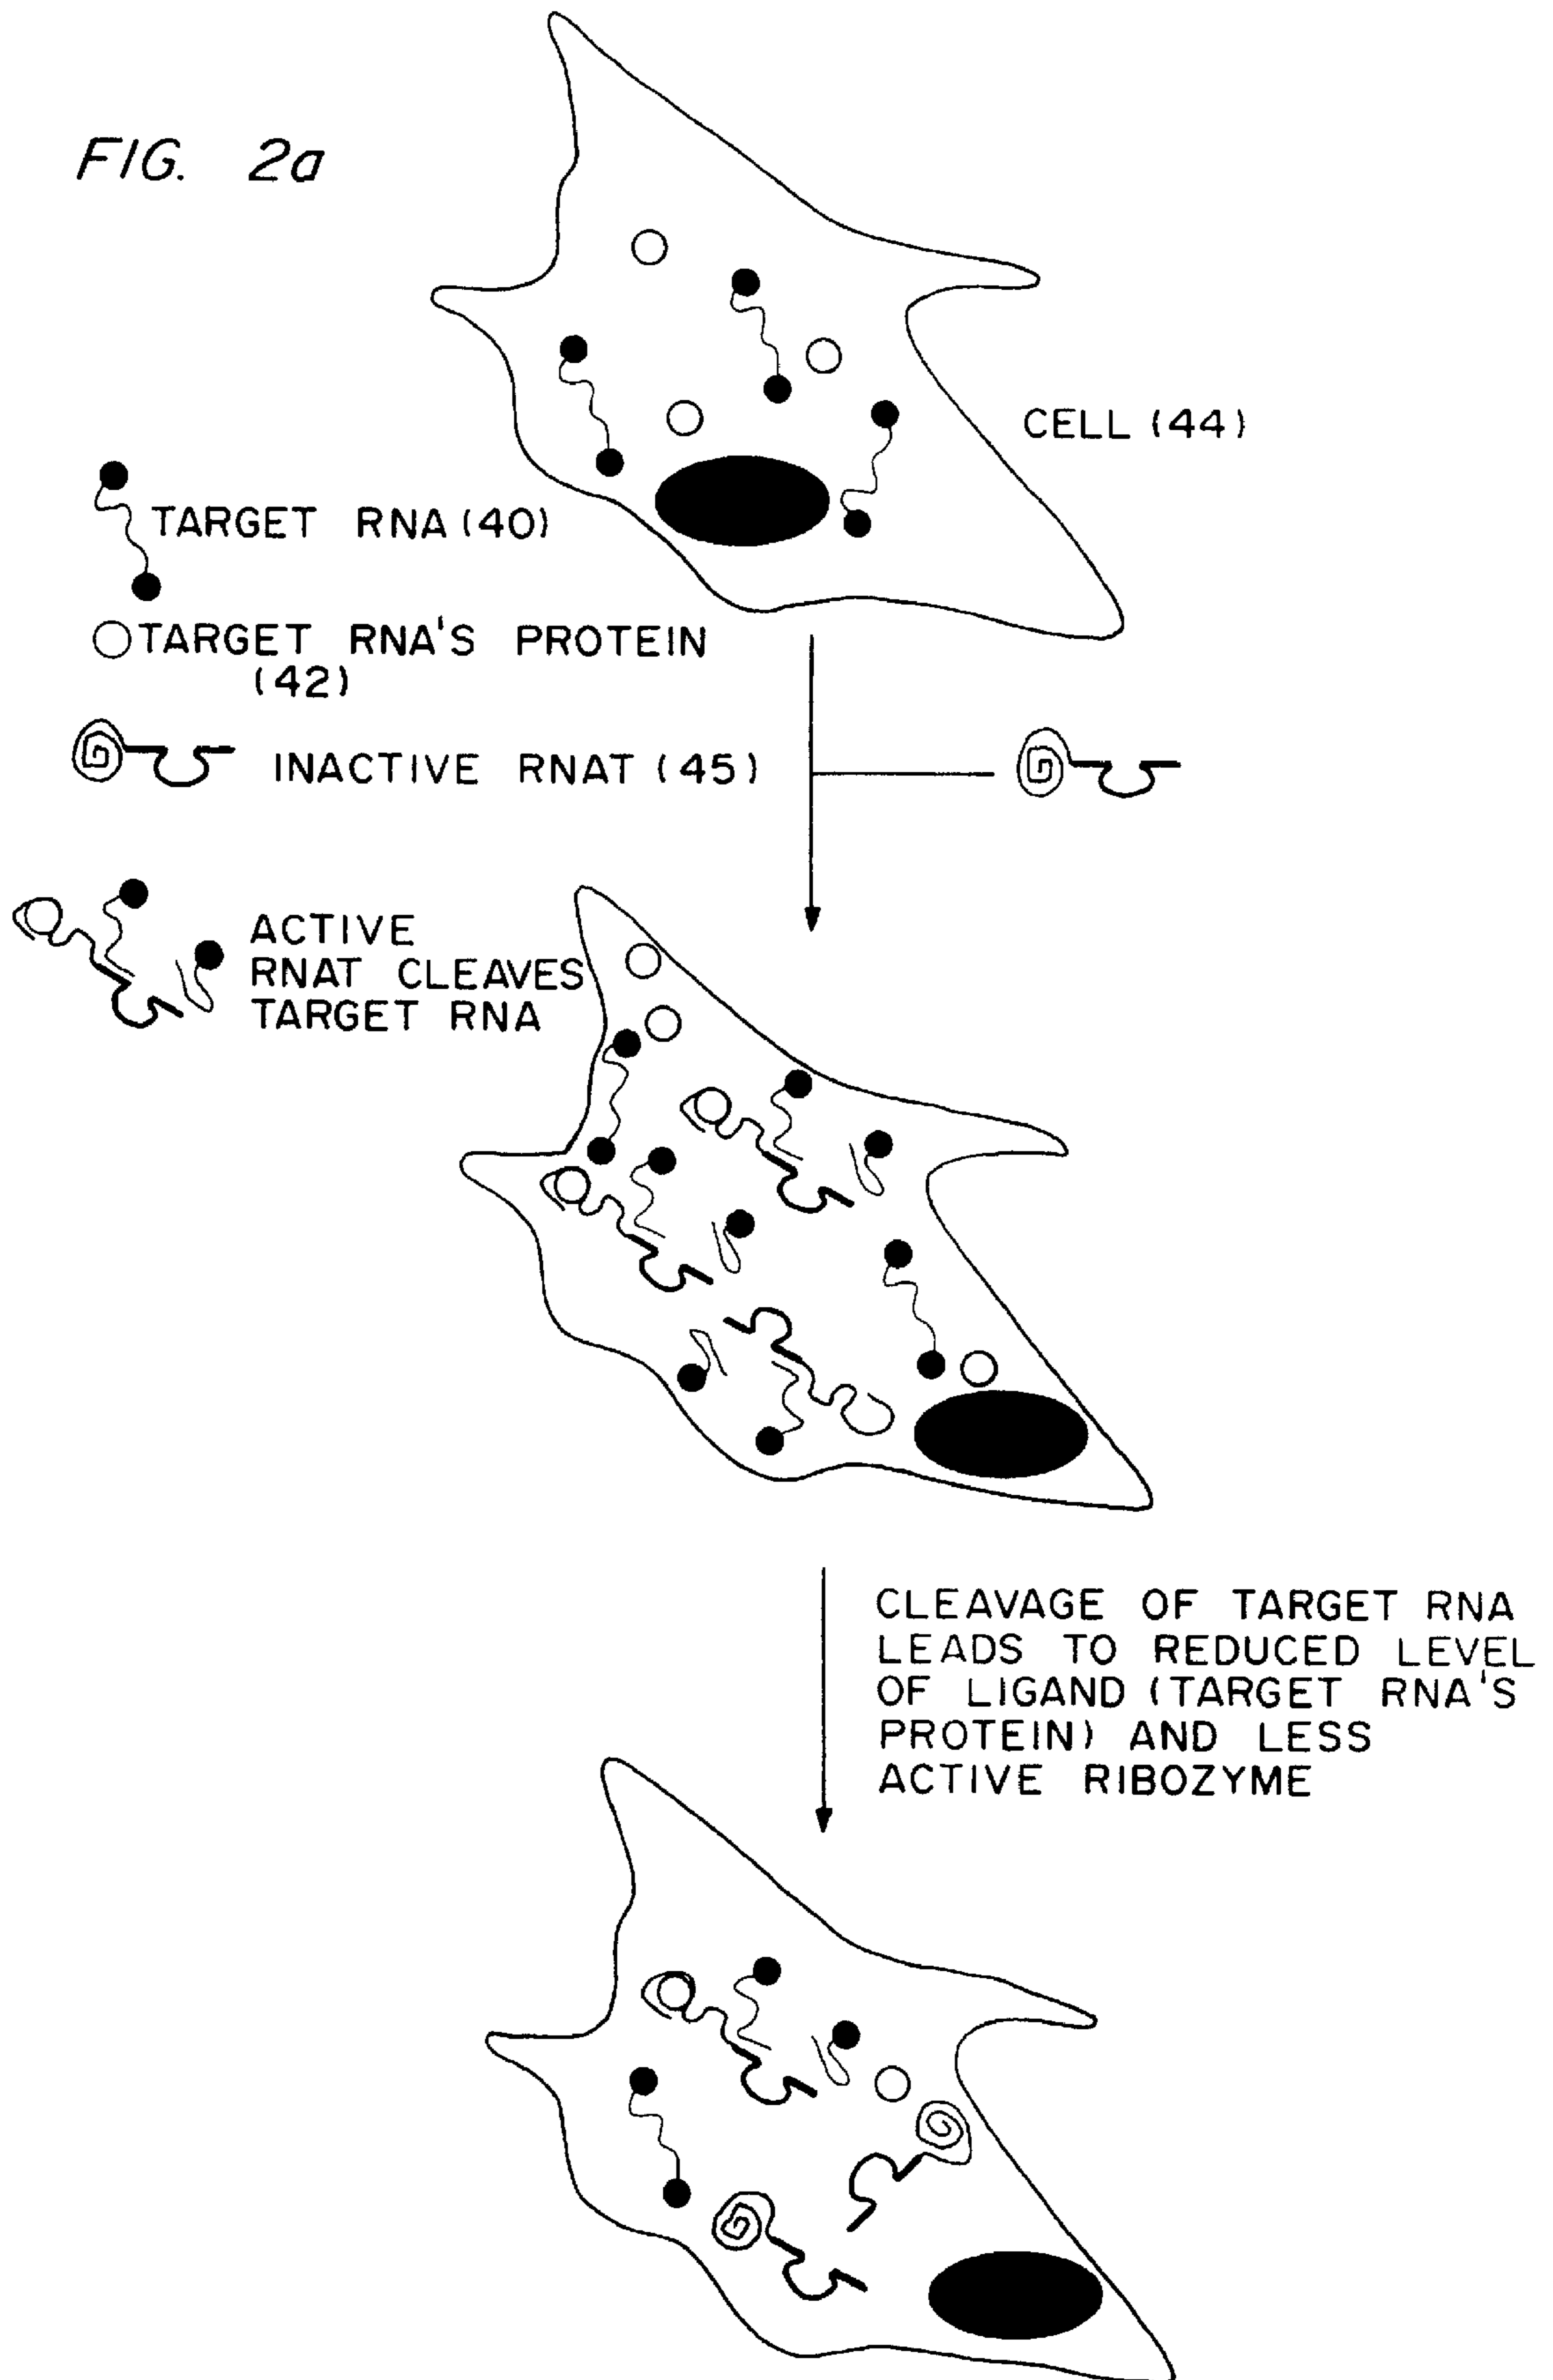 FIG. 2a
CELL (44)
TARGET RNA (40)
TARGET RNA'S PROTEIN
(42)
INACTIVE RNAT (45)
ACTIVE
RNAT CLEAVES
TARGET RNA
CLEAVAGE OF TARGET RNA
LEADS TO REDUCED LEVEL
OF LIGAND (TARGET RNA'S
PROTEIN) AND LESS
ACTIVE RIBOZYME